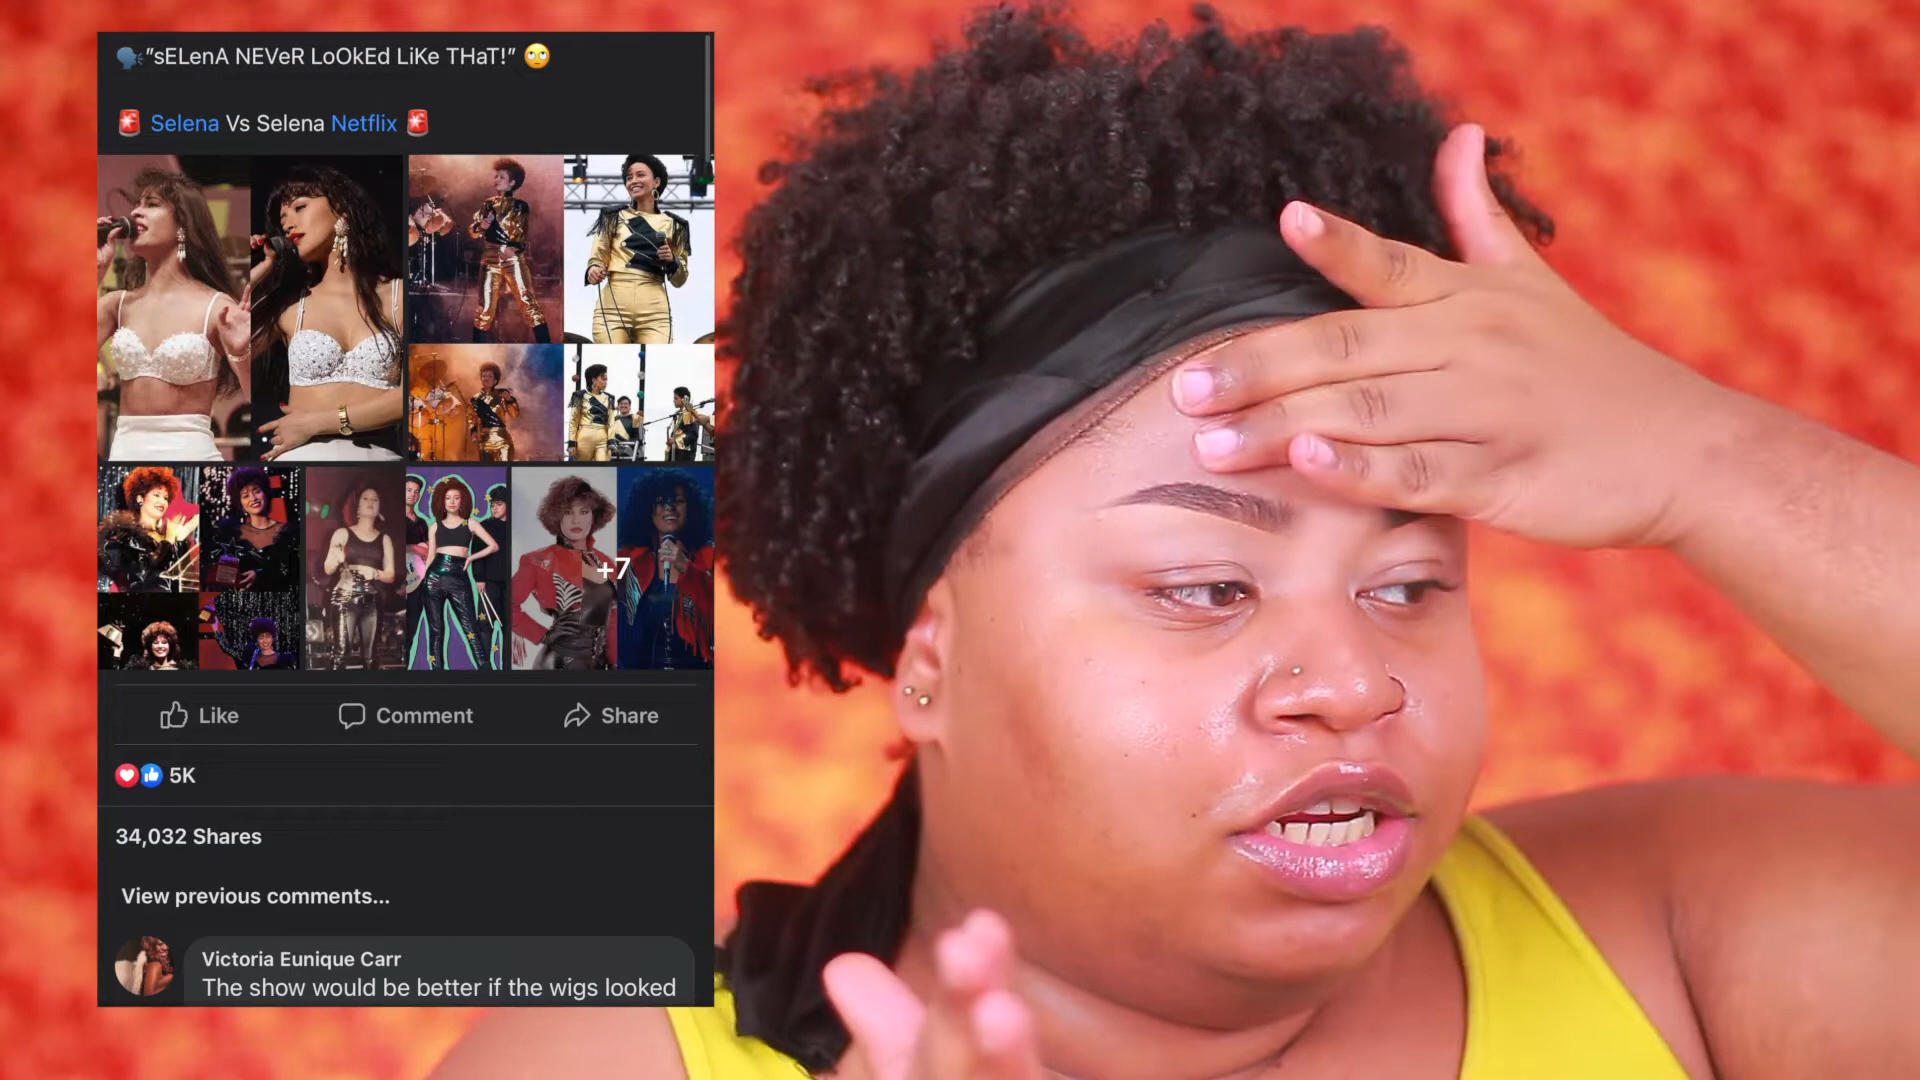 "sELenA NEVeR LoOkEd LiKe THaT!"
Selena Vs Selena Netflix
+7
Like Comment Share
5K
34,032 Shares
View previous comments...
Victoria Eunique Carr
The show would be better if the wigs looked